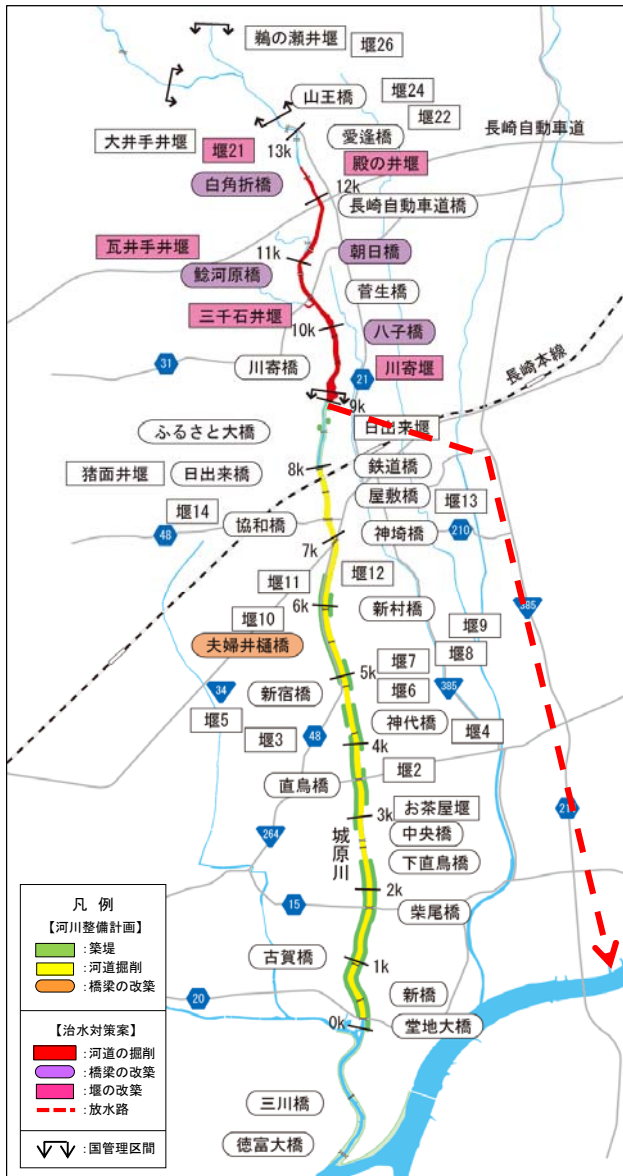 鵜の瀬井堰
堰26
山王橋
堰24
堰22
大井手井堰
13k
愛逢橋
長崎自動車道
堰21
殿の井堰
白角折橋
12k
長崎自動車道橋
瓦井手井堰
11k
朝日橋
鯰河原橋
菅生橋
三千石井堰
10k
八子橋
31
川寄橋
21
川寄堰
長崎本線
9k
日出来堰
ふるさと大橋
猪面井堰
日出来橋
8k
鉄道橋
屋敷橋
堰13
堰14
48
協和橋
7k
神埼橋
210
堰11
堰12
385
堰10
6k
新村橋
堰9
夫婦井樋橋
堰7
堰8
5k
34
新宿橋
堰6
385
堰5
堰3
48
神代橋
堰4
4k
堰2
直鳥橋
お茶屋堰
3k
21
264
城原川
中央橋
下直鳥橋
2k
15
柴尾橋
古賀橋
1k
20
新橋
0k
堂地大橋
三川橋
徳富大橋
凡 例
【河川整備計画】
:築堤
:河道掘削
:橋梁の改築
【治水対策案】
:河道の掘削
:橋梁の改築
:堰の改築
:放水路
:国管理区間